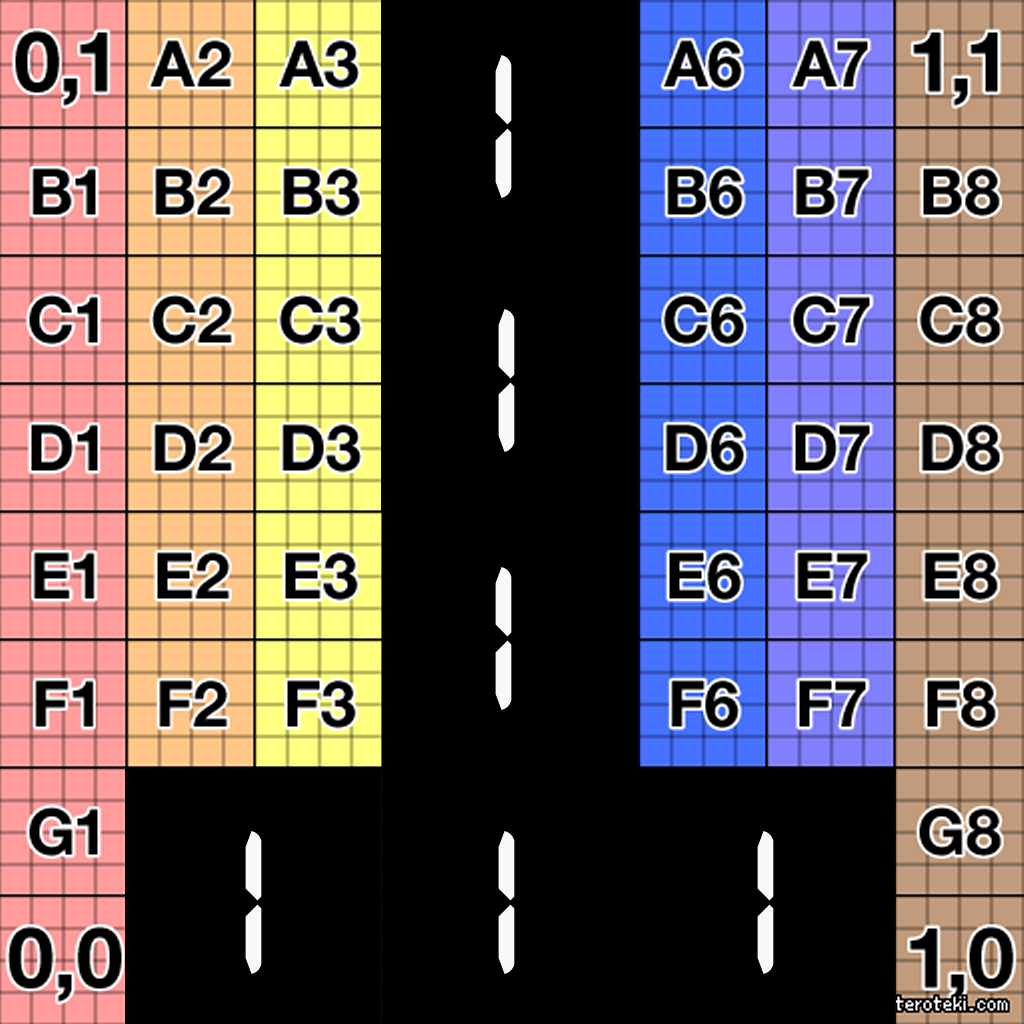 0,1 A2 A3 1 A6 A7 1,1
B1 B2 B3 B6 B7 B8
C1 C2 C3 1 C6 C7 C8
D1 D2 D3 D6 D7 D8
E1 E2 E3 1 E6 E7 E8
F1 F2 F3 F6 F7 F8
G1 1 1 1 G8
0,0 1,0
teroteki.com